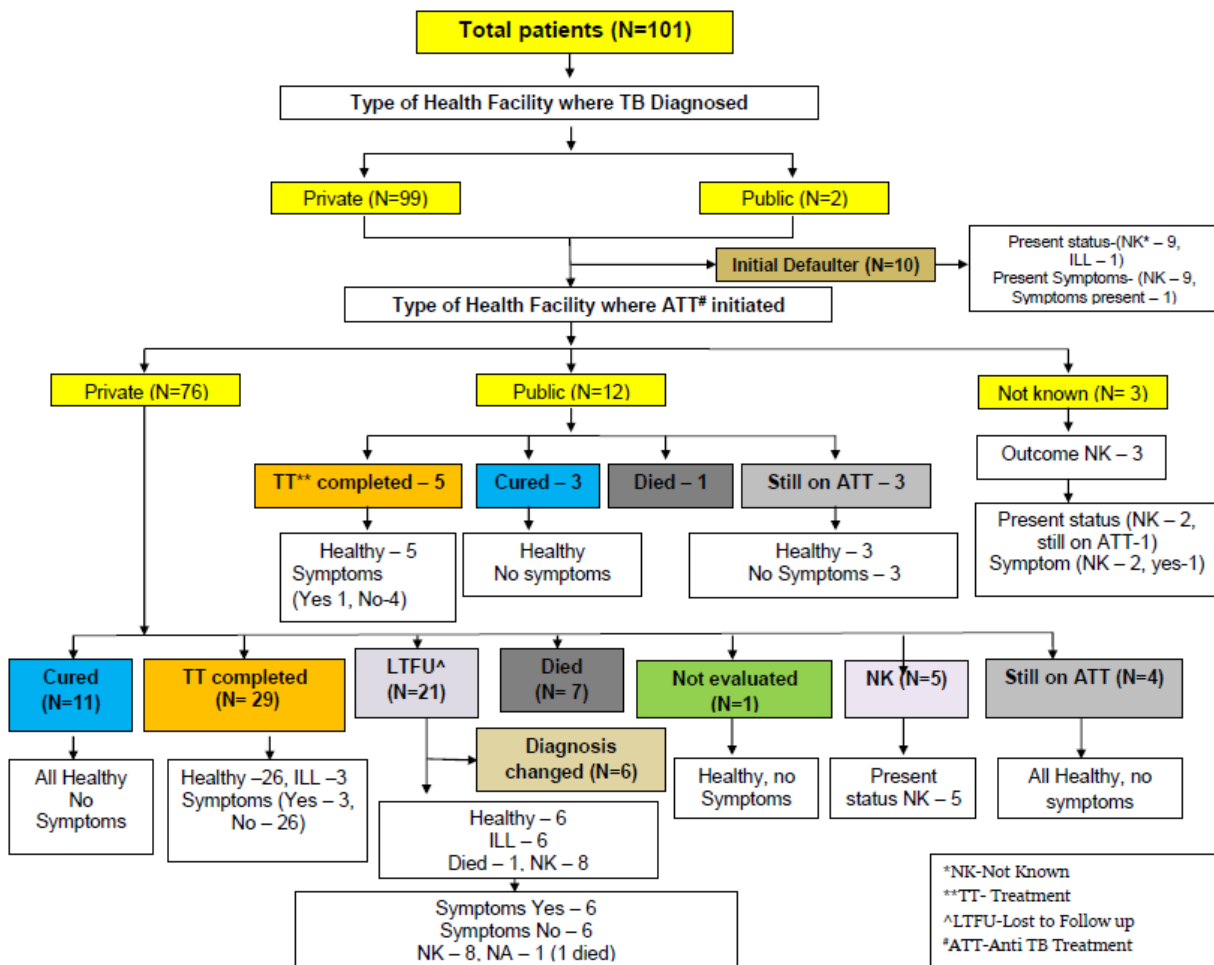 Total patients (N=101)
Type of Health Facility where TB Diagnosed
Private (N=99)
Public (N=2)
Initial Defaulter (N=10)
Present status-(NK* – 9,
ILL – 1)
Present Symptoms- (NK – 9,
Symptoms present – 1)
Type of Health Facility where ATT# initiated
Private (N=76)
Public (N=12)
Not known (N= 3)
TT** completed – 5
Cured – 3
Died – 1
Still on ATT – 3
Outcome NK – 3
Healthy – 5
Symptoms
(Yes 1, No-4)
Healthy
No symptoms
Healthy – 3
No Symptoms – 3
Present status (NK – 2,
still on ATT-1)
Symptom (NK – 2, yes-1)
Cured
(N=11)
TT completed
(N= 29)
LTFU^
(N=21)
Died
(N= 7)
Not evaluated
(N=1)
NK (N=5)
Still on ATT (N=4)
Diagnosis
changed (N=6)
All Healthy
No
Symptoms
Healthy –26, ILL –3
Symptoms (Yes – 3,
No – 26)
Healthy – 6
ILL – 6
Died – 1, NK – 8
Healthy, no
Symptoms
Present
status NK – 5
All Healthy, no
symptoms
Symptoms Yes – 6
Symptoms No – 6
NK – 8, NA – 1 (1 died)
*NK-Not Known
**TT- Treatment
^LTFU-Lost to Follow up
#ATT-Anti TB Treatment